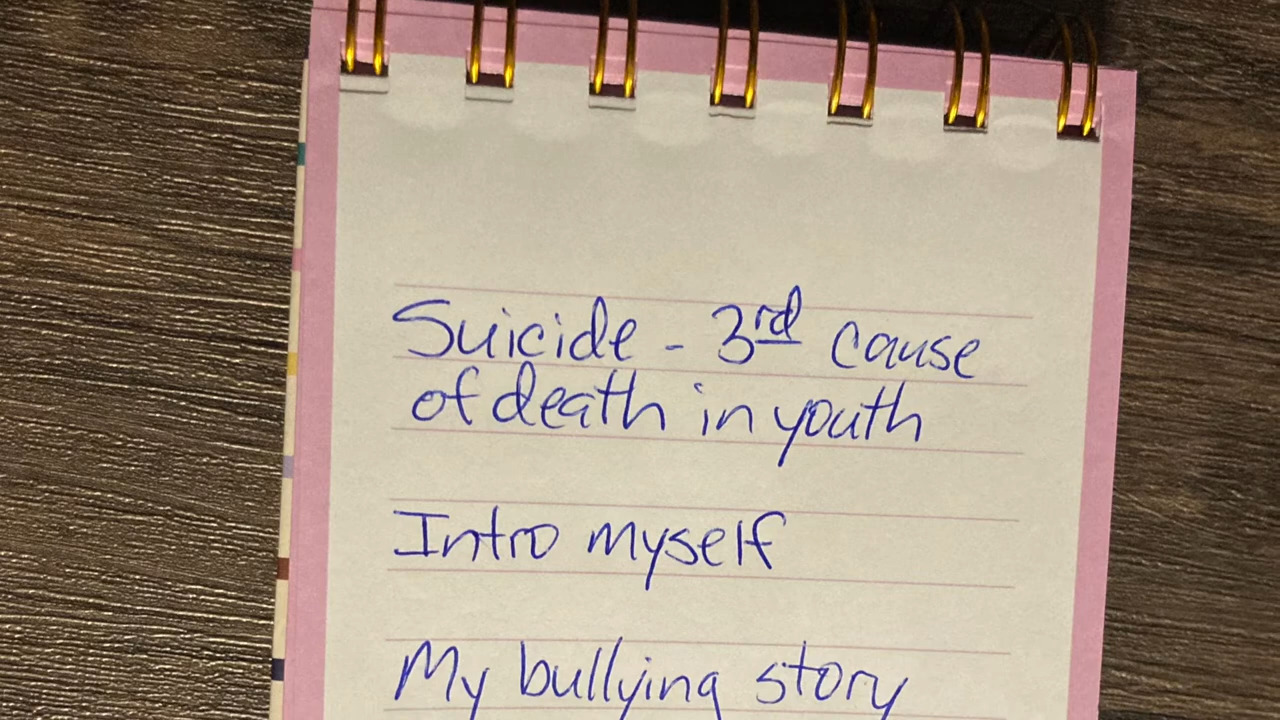 Suicide - 3rd cause
of death in youth
Intro myself
My bullying story